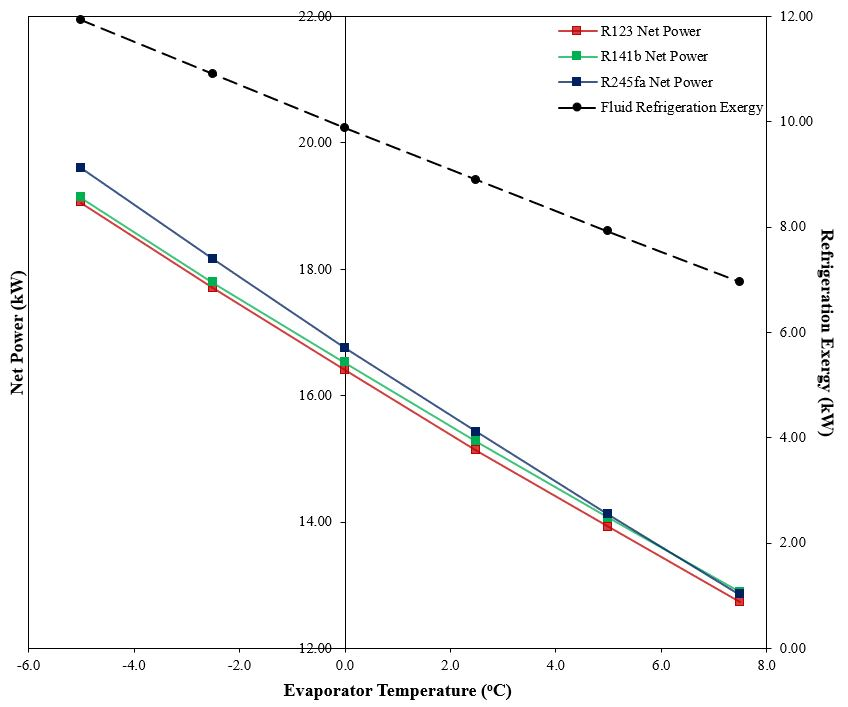 22.00
20.00
18.00
16.00
14.00
12.00
12.00
10.00
8.00
6.00
4.00
2.00
0.00
R123 Net Power
R141b Net Power
R245fa Net Power
Fluid Refrigeration Exergy
Net Power (kW)
Refrigeration Exergy (kW)
-6.0 -4.0 -2.0 0.0 2.0 4.0 6.0 8.0
Evaporator Temperature (ºC)